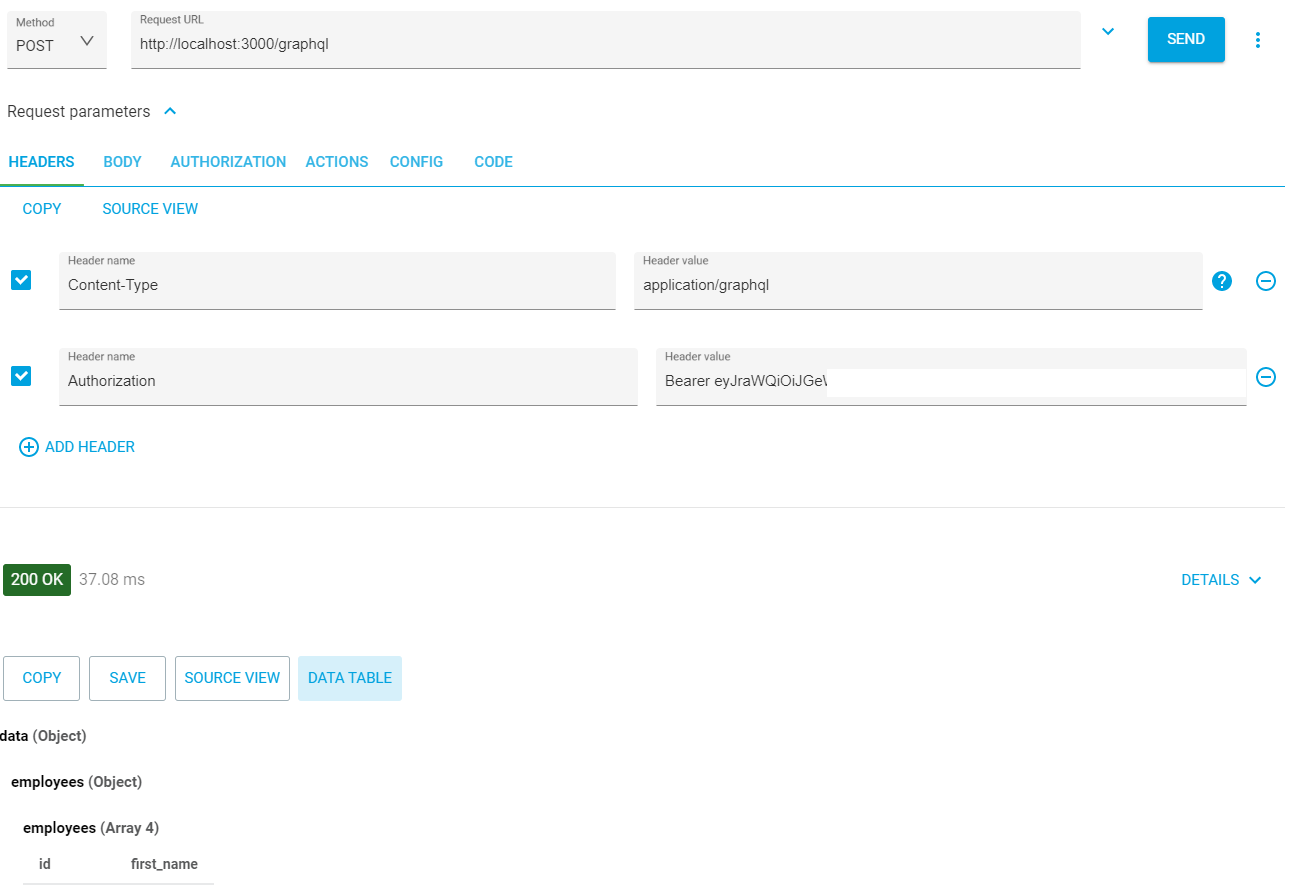 Method
POST
Request URL
http://localhost:3000/graphql
SEND
Request parameters
HEADERS BODY AUTHORIZATION ACTIONS CONFIG CODE
COPY SOURCE VIEW
Header name
Content-Type
Header value
application/graphql
Header name
Authorization
Header value
Bearer eyJraWQiOiJGeW
ADD HEADER
200 OK 37.08 ms
DETAILS
COPY SAVE SOURCE VIEW DATA TABLE
data (Object)
employees (Object)
employees (Array 4)
id first_name